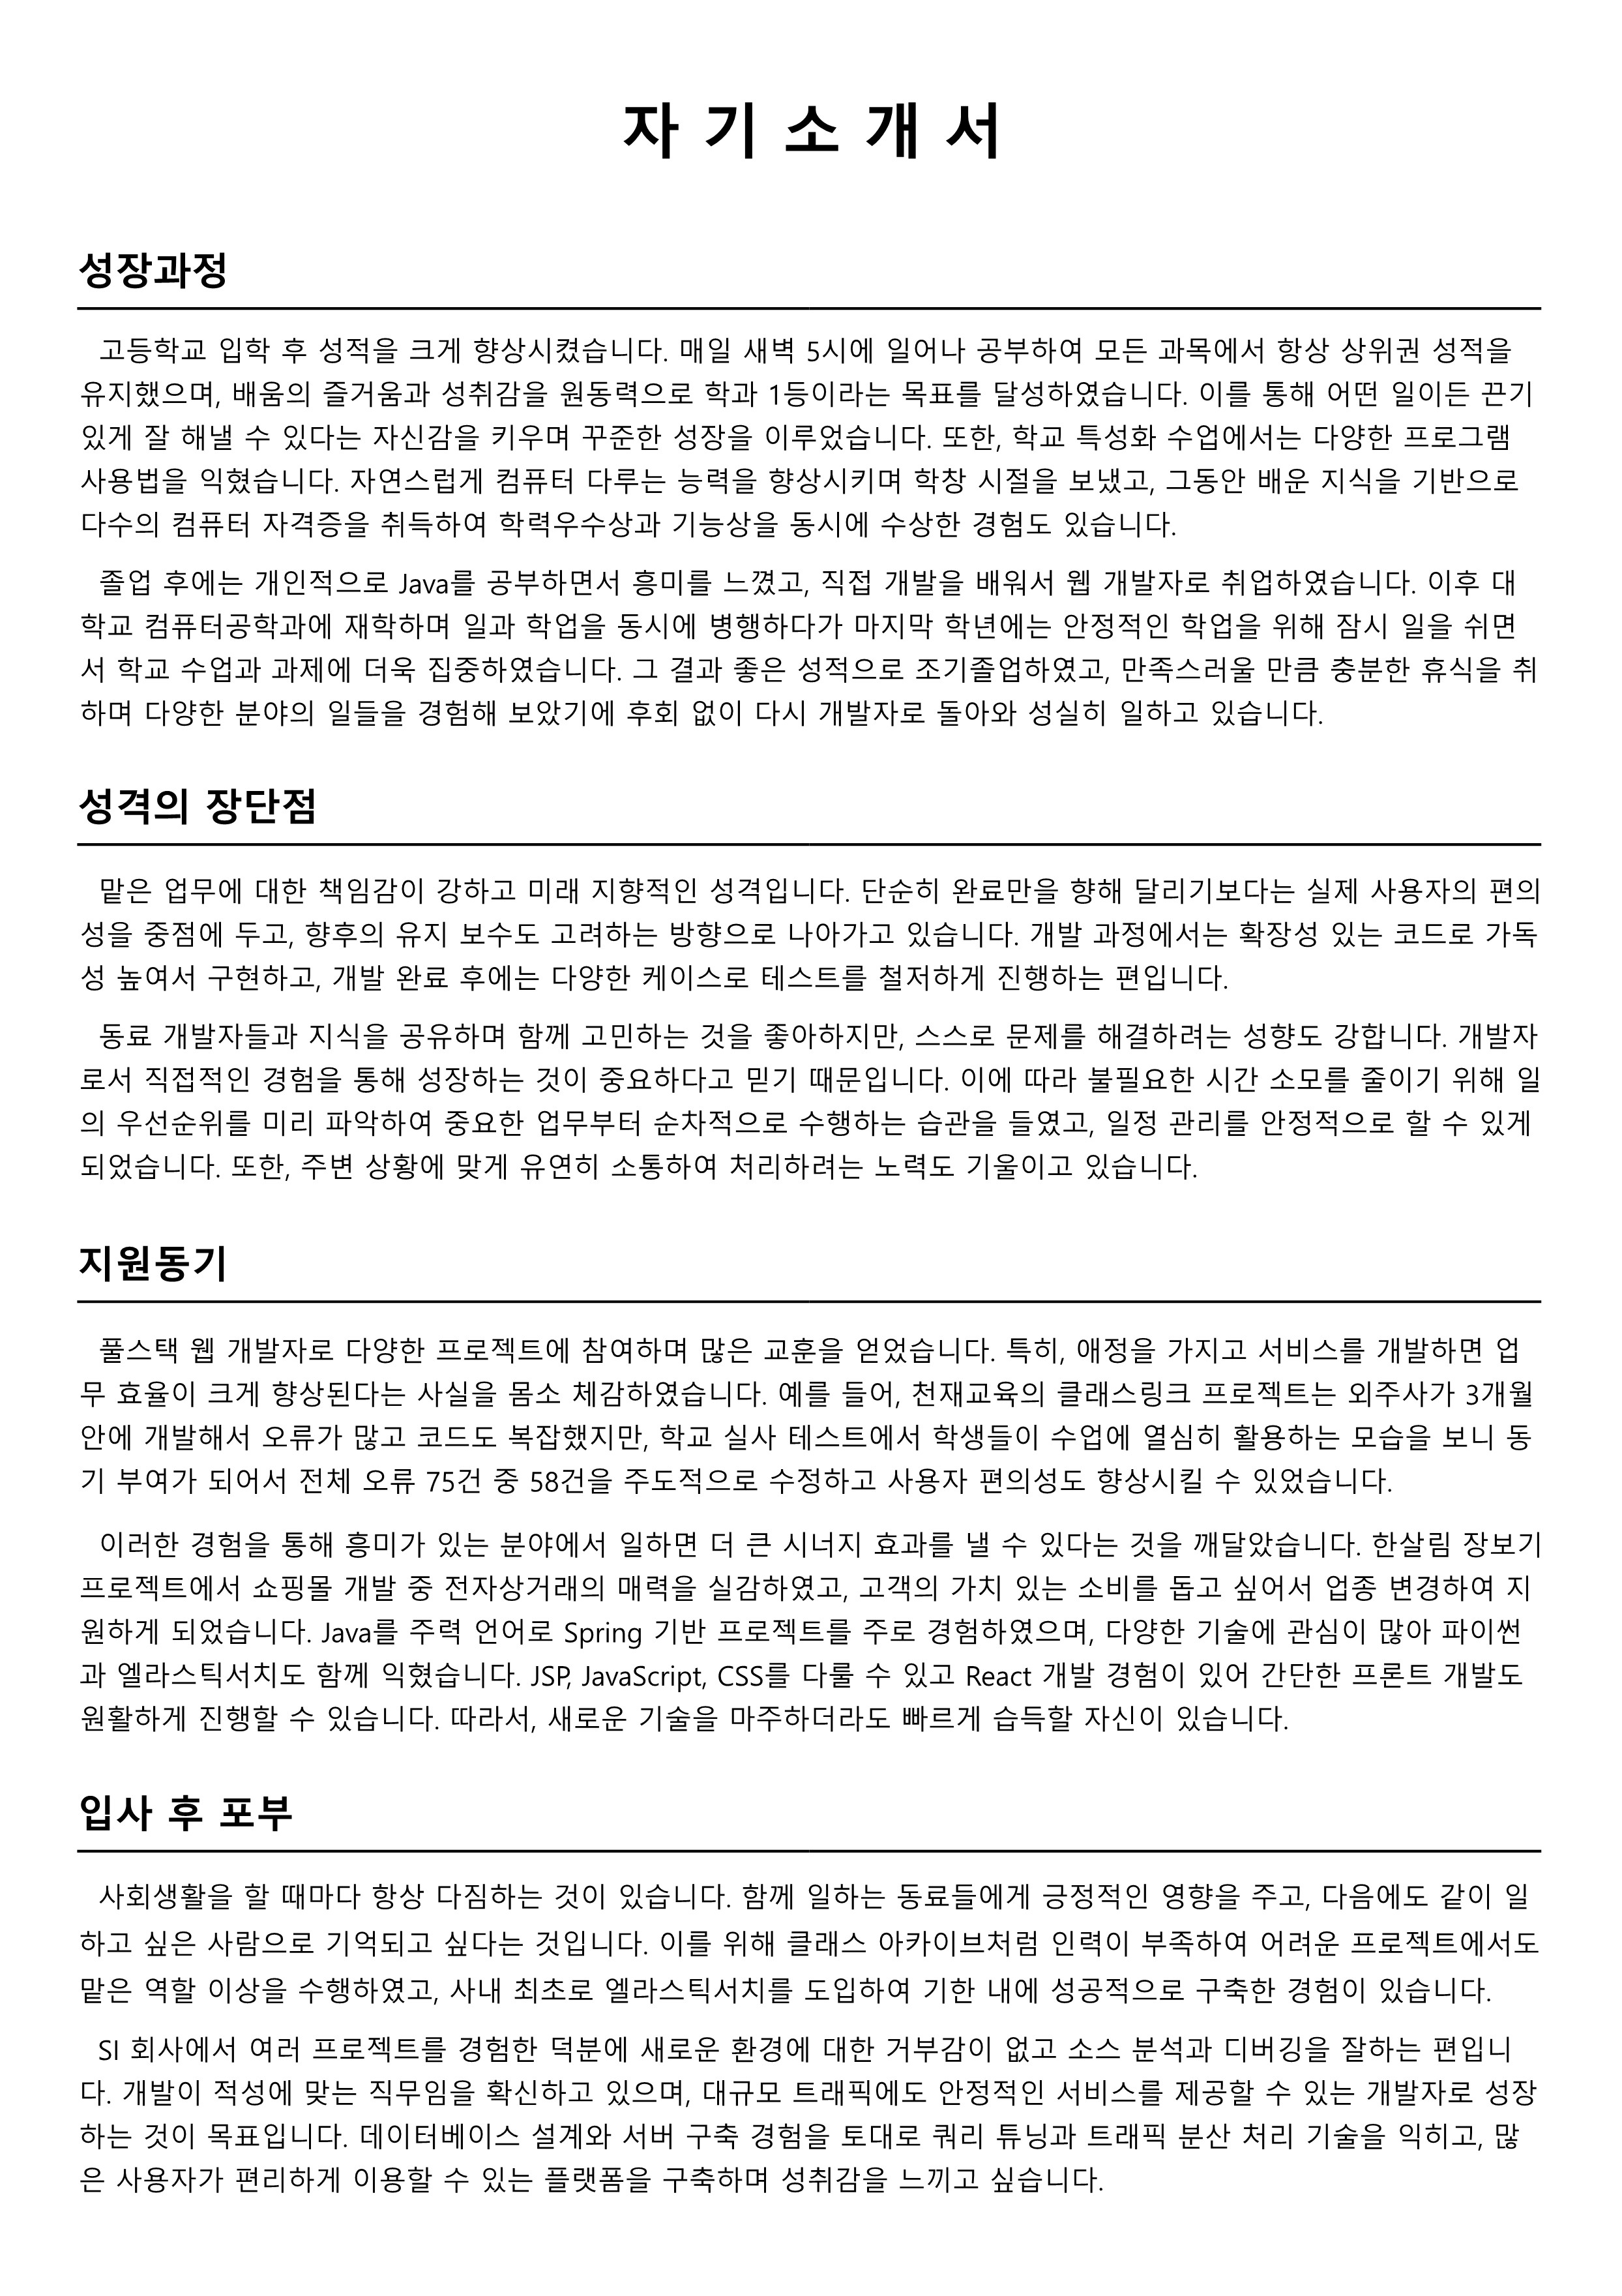 자 기 소 개 서
성장과정
고등학교 입학 후 성적을 크게 향상시켰습니다. 매일 새벽 5시에 일어나 공부하여 모든 과목에서 항상 상위권 성적을
유지했으며, 배움의 즐거움과 성취감을 원동력으로 학과 1등이라는 목표를 달성하였습니다. 이를 통해 어떤 일이든 끈기
있게 잘 해낼 수 있다는 자신감을 키우며 꾸준한 성장을 이루었습니다. 또한, 학교 특성화 수업에서는 다양한 프로그램
사용법을 익혔습니다. 자연스럽게 컴퓨터 다루는 능력을 향상시키며 학창 시절을 보냈고, 그동안 배운 지식을 기반으로
다수의 컴퓨터 자격증을 취득하여 학력우수상과 기능상을 동시에 수상한 경험도 있습니다.
졸업 후에는 개인적으로 Java를 공부하면서 흥미를 느꼈고, 직접 개발을 배워서 웹 개발자로 취업하였습니다. 이후 대
학교 컴퓨터공학과에 재학하며 일과 학업을 동시에 병행하다가 마지막 학년에는 안정적인 학업을 위해 잠시 일을 쉬면
서 학교 수업과 과제에 더욱 집중하였습니다. 그 결과 좋은 성적으로 조기졸업하였고, 만족스러울 만큼 충분한 휴식을 취
하며 다양한 분야의 일들을 경험해 보았기에 후회 없이 다시 개발자로 돌아와 성실히 일하고 있습니다.
성격의 장단점
맡은 업무에 대한 책임감이 강하고 미래 지향적인 성격입니다. 단순히 완료만을 향해 달리기보다는 실제 사용자의 편의
성을 중점에 두고, 향후의 유지 보수도 고려하는 방향으로 나아가고 있습니다. 개발 과정에서는 확장성 있는 코드로 가독
성 높여서 구현하고, 개발 완료 후에는 다양한 케이스로 테스트를 철저하게 진행하는 편입니다.
동료 개발자들과 지식을 공유하며 함께 고민하는 것을 좋아하지만, 스스로 문제를 해결하려는 성향도 강합니다. 개발자
로서 직접적인 경험을 통해 성장하는 것이 중요하다고 믿기 때문입니다. 이에 따라 불필요한 시간 소모를 줄이기 위해 일
의 우선순위를 미리 파악하여 중요한 업무부터 순차적으로 수행하는 습관을 들였고, 일정 관리를 안정적으로 할 수 있게
되었습니다. 또한, 주변 상황에 맞게 유연히 소통하여 처리하려는 노력도 기울이고 있습니다.
지원동기
풀스택 웹 개발자로 다양한 프로젝트에 참여하며 많은 교훈을 얻었습니다. 특히, 애정을 가지고 서비스를 개발하면 업
무 효율이 크게 향상된다는 사실을 몸소 체감하였습니다. 예를 들어, 천재교육의 클래스링크 프로젝트는 외주사가 3개월
안에 개발해서 오류가 많고 코드도 복잡했지만, 학교 실사 테스트에서 학생들이 수업에 열심히 활용하는 모습을 보니 동
기 부여가 되어서 전체 오류 75건 중 58건을 주도적으로 수정하고 사용자 편의성도 향상시킬 수 있었습니다.
이러한 경험을 통해 흥미가 있는 분야에서 일하면 더 큰 시너지 효과를 낼 수 있다는 것을 깨달았습니다. 한살림 장보기
프로젝트에서 쇼핑몰 개발 중 전자상거래의 매력을 실감하였고, 고객의 가치 있는 소비를 돕고 싶어서 업종 변경하여 지
원하게 되었습니다. Java를 주력 언어로 Spring 기반 프로젝트를 주로 경험하였으며, 다양한 기술에 관심이 많아 파이썬
과 엘라스틱서치도 함께 익혔습니다. JSP, JavaScript, CSS를 다룰 수 있고 React 개발 경험이 있어 간단한 프론트 개발도
원활하게 진행할 수 있습니다. 따라서, 새로운 기술을 마주하더라도 빠르게 습득할 자신이 있습니다.
입사 후 포부
사회생활을 할 때마다 항상 다짐하는 것이 있습니다. 함께 일하는 동료들에게 긍정적인 영향을 주고, 다음에도 같이 일
하고 싶은 사람으로 기억되고 싶다는 것입니다. 이를 위해 클래스 아카이브처럼 인력이 부족하여 어려운 프로젝트에서도
맡은 역할 이상을 수행하였고, 사내 최초로 엘라스틱서치를 도입하여 기한 내에 성공적으로 구축한 경험이 있습니다.
SI 회사에서 여러 프로젝트를 경험한 덕분에 새로운 환경에 대한 거부감이 없고 소스 분석과 디버깅을 잘하는 편입니
다. 개발이 적성에 맞는 직무임을 확신하고 있으며, 대규모 트래픽에도 안정적인 서비스를 제공할 수 있는 개발자로 성장
하는 것이 목표입니다. 데이터베이스 설계와 서버 구축 경험을 토대로 쿼리 튜닝과 트래픽 분산 처리 기술을 익히고, 많
은 사용자가 편리하게 이용할 수 있는 플랫폼을 구축하며 성취감을 느끼고 싶습니다.